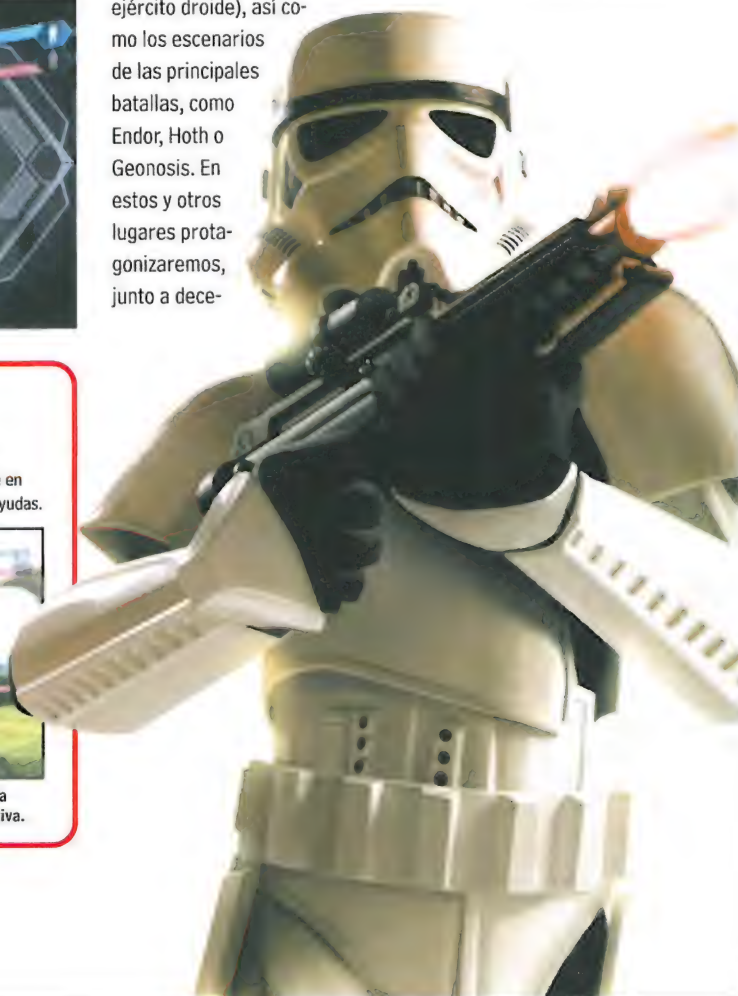 ejército droide), así co-
mo los escenarios
de las principales
batallas, como
Endor, Hoth o
Geonosis. En
estos y otros
lugares prota-
gonizaremos,
junto a dece-
en
yudas.
a
iva.